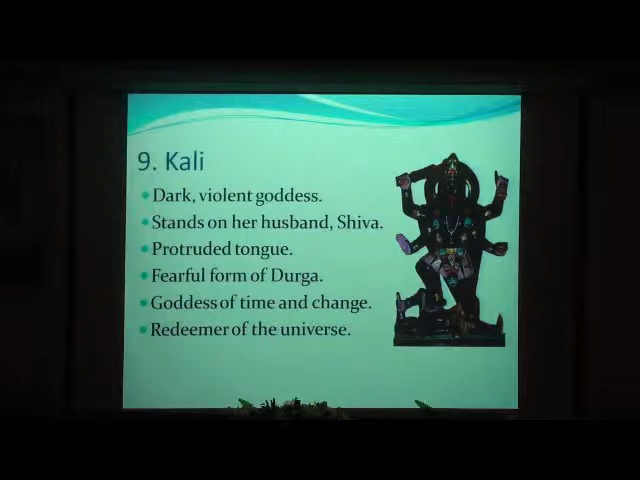 9. Kali
Dark, violent goddess.
Stands on her husband, Shiva.
Protruded tongue.
Fearful form of Durga.
Goddess of time and change.
Redeemer of the universe.